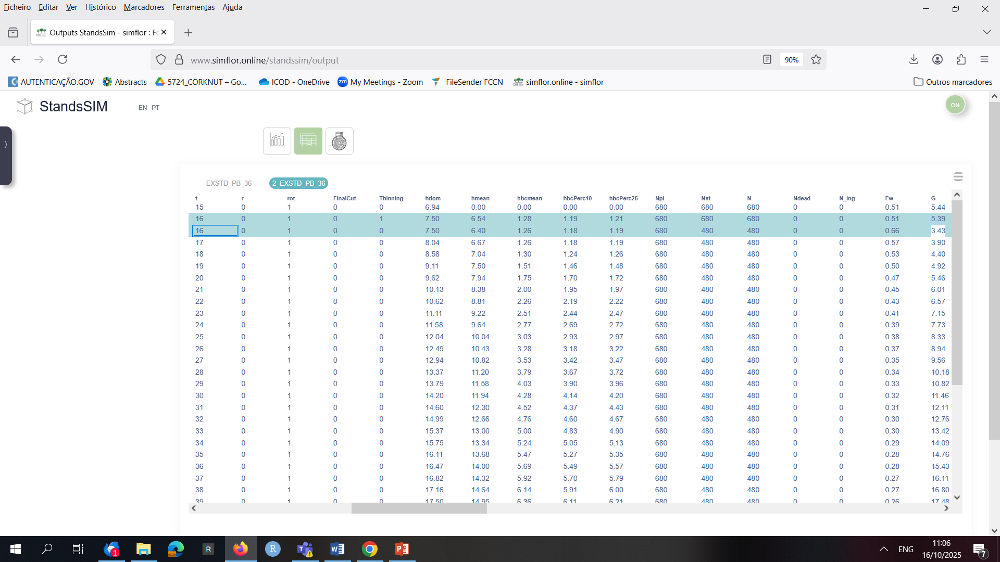 Ficheiro Editar Ver Histórico Marcadores Ferramentas Ajuda
Outputs StandsSim - simflor : Fo
www.simflor.online/standssim/output 90%
AUTENTICAÇÃO.GOV Abstracts 5724_CORKNUT – Go... ICOD - OneDrive zm My Meetings - Zoom FileSender FCCN simflor.online - simflor Outros marcadores
StandsSIM EN PT ON
EXSTD_PB_36 2_EXSTD_PB_36
t r rot FinalCut Thinning hdom hmean hbcmean hbcPerc10 hbcPerc25 Npl Nst N Ndead N_ing Fw G
15 0 1 0 0 6.94 0.00 0.00 0.00 0.00 680 680 680 0 0 0.51 5.44
16 0 1 0 1 7.50 6.54 1.28 1.19 1.21 680 680 680 0 0 0.51 5.39
16 0 1 0 0 7.50 6.40 1.26 1.18 1.19 680 480 480 0 0 0.66 3.43
17 0 1 0 0 8.04 6.67 1.26 1.18 1.19 680 480 480 0 0 0.57 3.90
18 0 1 0 0 8.58 7.04 1.30 1.24 1.26 680 480 480 0 0 0.53 4.40
19 0 1 0 0 9.11 7.50 1.51 1.46 1.48 680 480 480 0 0 0.50 4.92
20 0 1 0 0 9.62 7.94 1.75 1.70 1.72 680 480 480 0 0 0.47 5.46
21 0 1 0 0 10.13 8.38 2.00 1.95 1.97 680 480 480 0 0 0.45 6.01
22 0 1 0 0 10.62 8.81 2.26 2.19 2.22 680 480 480 0 0 0.43 6.57
23 0 1 0 0 11.11 9.22 2.51 2.44 2.47 680 480 480 0 0 0.41 7.15
24 0 1 0 0 11.58 9.64 2.77 2.69 2.72 680 480 480 0 0 0.39 7.73
25 0 1 0 0 12.04 10.04 3.03 2.93 2.97 680 480 480 0 0 0.38 8.33
26 0 1 0 0 12.49 10.43 3.28 3.18 3.22 680 480 480 0 0 0.37 8.94
27 0 1 0 0 12.94 10.82 3.53 3.42 3.47 680 480 480 0 0 0.35 9.56
28 0 1 0 0 13.37 11.20 3.79 3.67 3.72 680 480 480 0 0 0.34 10.18
29 0 1 0 0 13.79 11.58 4.03 3.90 3.96 680 480 480 0 0 0.33 10.82
30 0 1 0 0 14.20 11.94 4.28 4.14 4.20 680 480 480 0 0 0.32 11.46
31 0 1 0 0 14.60 12.30 4.52 4.37 4.43 680 480 480 0 0 0.31 12.11
32 0 1 0 0 14.99 12.66 4.76 4.60 4.67 680 480 480 0 0 0.30 12.76
33 0 1 0 0 15.37 13.00 5.00 4.83 4.90 680 480 480 0 0 0.30 13.42
34 0 1 0 0 15.75 13.34 5.24 5.05 5.13 680 480 480 0 0 0.29 14.09
35 0 1 0 0 16.11 13.68 5.47 5.27 5.35 680 480 480 0 0 0.28 14.76
36 0 1 0 0 16.47 14.00 5.69 5.49 5.57 680 480 480 0 0 0.28 15.43
37 0 1 0 0 16.82 14.32 5.92 5.70 5.79 680 480 480 0 0 0.27 16.11
38 0 1 0 0 17.16 14.64 6.14 5.91 6.00 680 480 480 0 0 0.27 16.80
39 0 1 0 0 17.50 14.95 6.36 6.11 6.21 680 480 480 0 0 0.26 17.48
11:06
ENG
16/10/2025 7